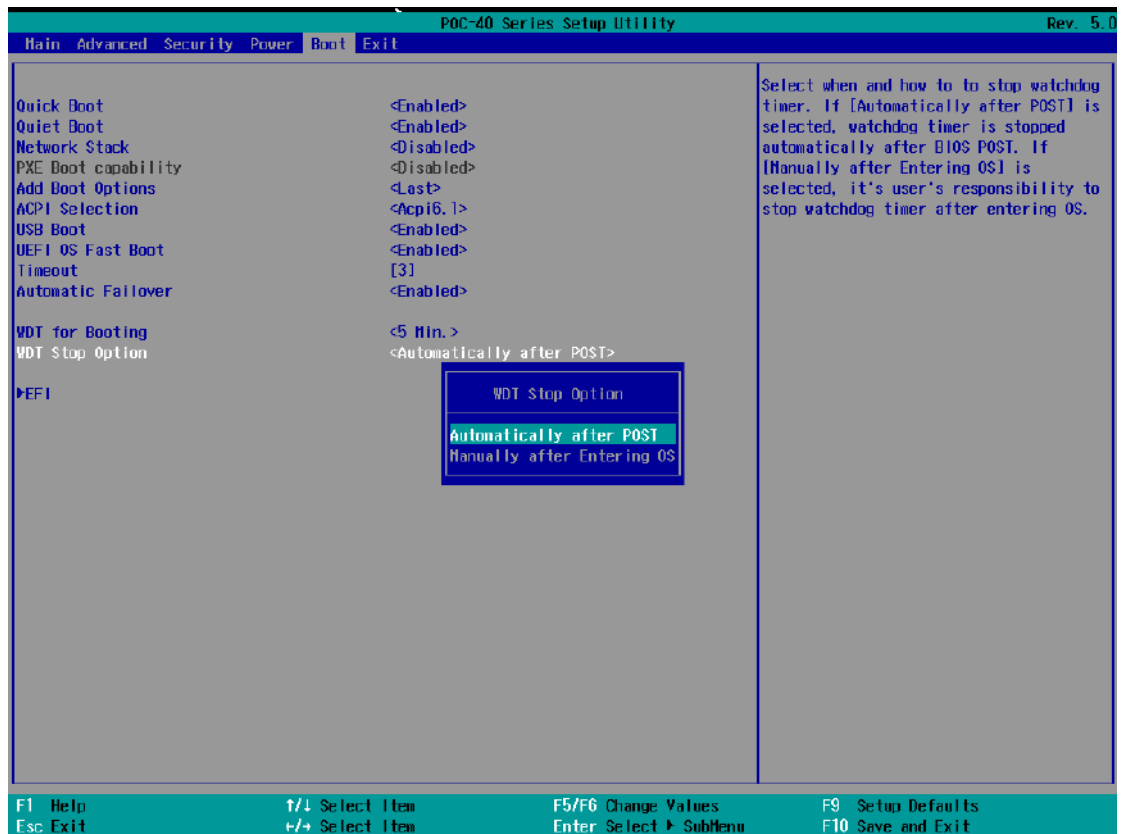 POC-40 Series Setup Utility Rev. 5.0
Main Advanced Security Power Boot Exit
Quick Boot <Enabled>
Quiet Boot <Enabled>
Network Stack <Disabled>
PXE Boot capability <Disabled>
Add Boot Options <Last>
ACPI Selection <Acpi6.1>
USB Boot <Enabled>
UEFI OS Fast Boot <Enabled>
Timeout [3]
Automatic Failover <Enabled>
WDT for Booting <5 Min.>
WDT Stop Option <Automatically after POST>
▶EFI
WDT Stop Option
Automatically after POST
Manually after Entering OS
Select when and how to to stop watchdog
timer. If [Automatically after POST] is
selected, watchdog timer is stopped
automatically after BIOS POST. If
[Manually after Entering OS] is
selected, it's user's responsibility to
stop watchdog timer after entering OS.
F1 Help ↑/↓ Select Item F5/F6 Change Values F9 Setup Defaults
Esc Exit ←/→ Select Item Enter Select ▶ SubMenu F10 Save and Exit